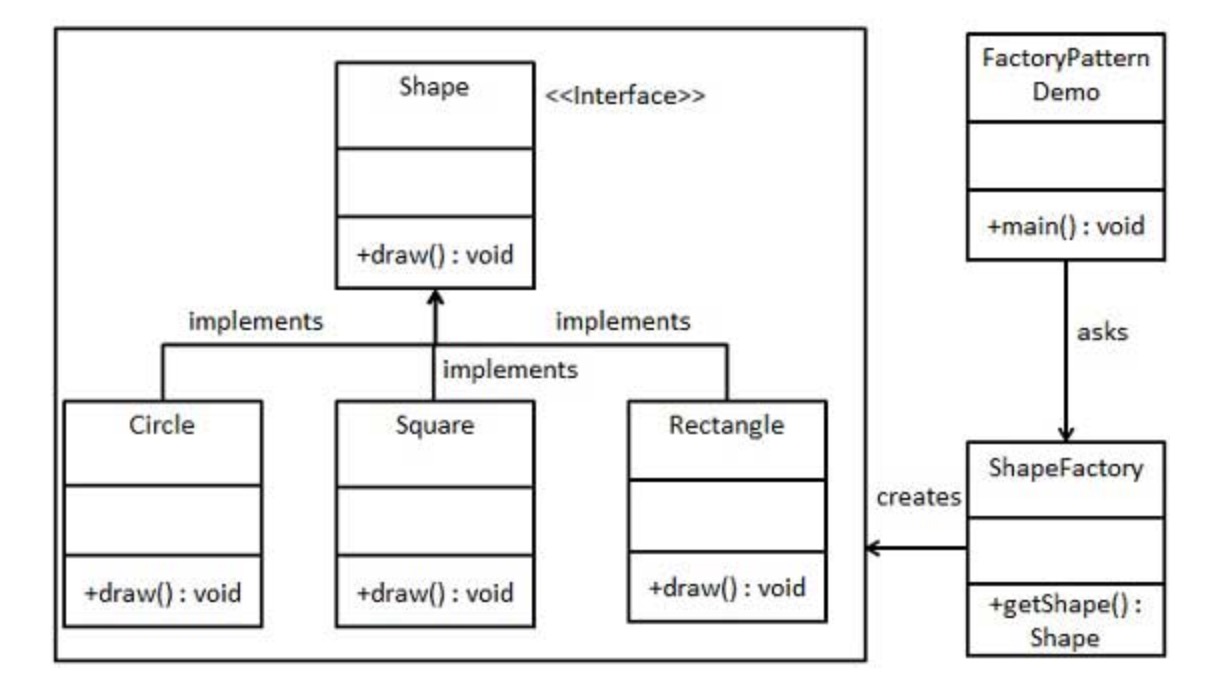 Shape
<<Interface>>
+draw() : void
implements
implements
implements
Circle
+draw() : void
Square
+draw() : void
Rectangle
+draw() : void
FactoryPattern
Demo
+main() : void
asks
ShapeFactory
+getShape() :
Shape
creates